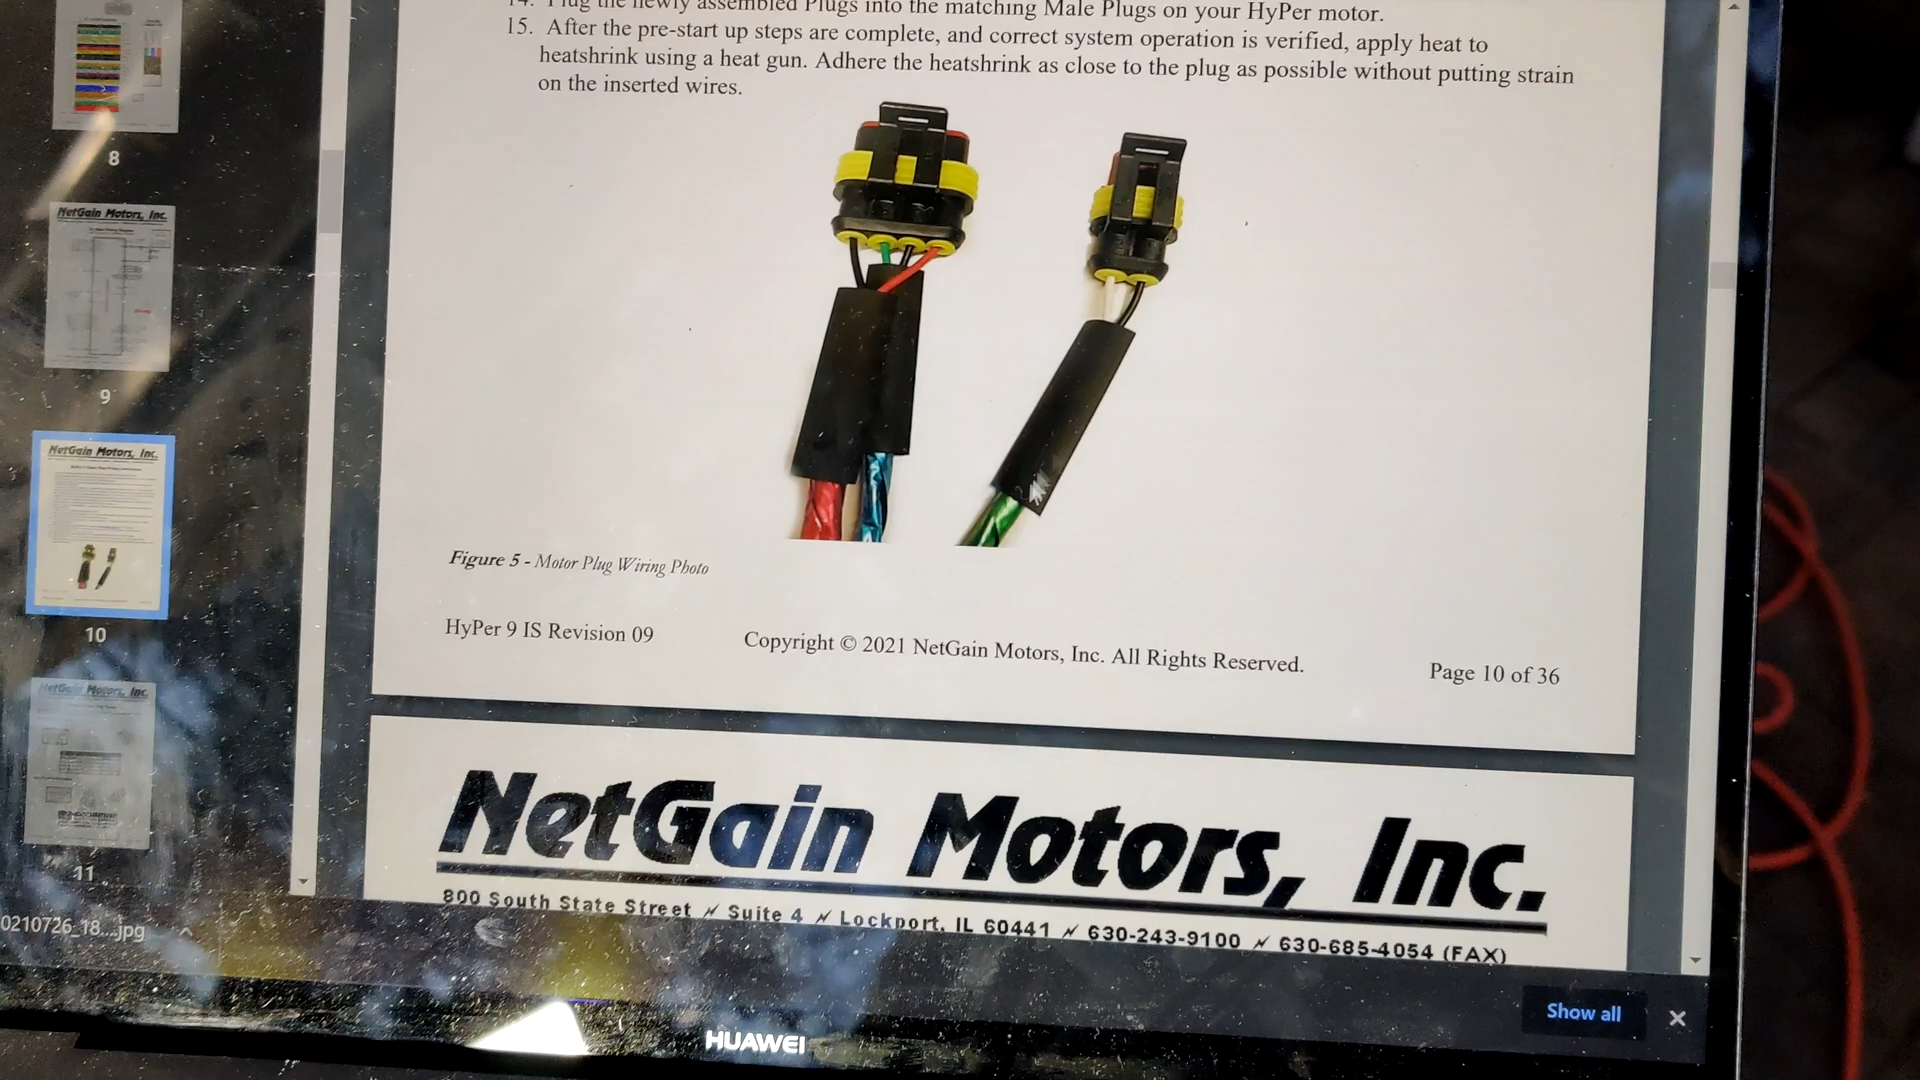 14. Plug the newly assembled Plugs into the matching Male Plugs on your HyPer motor.
15. After the pre-start up steps are complete, and correct system operation is verified, apply heat to
heatshrink using a heat gun. Adhere the heatshrink as close to the plug as possible without putting strain
on the inserted wires.
8
NetGain Motors, Inc.
9
NetGain Motors, Inc.
10
NetGain Motors, Inc.
11
Figure 5 - Motor Plug Wiring Photo
HyPer 9 IS Revision 09
Copyright © 2021 NetGain Motors, Inc. All Rights Reserved.
Page 10 of 36
NetGain Motors, Inc.
800 South State Street Suite 4 Lockport, IL 60441 630-243-9100 630-685-4054 (FAX)
0210726_18....jpg
Show all
HUAWEI